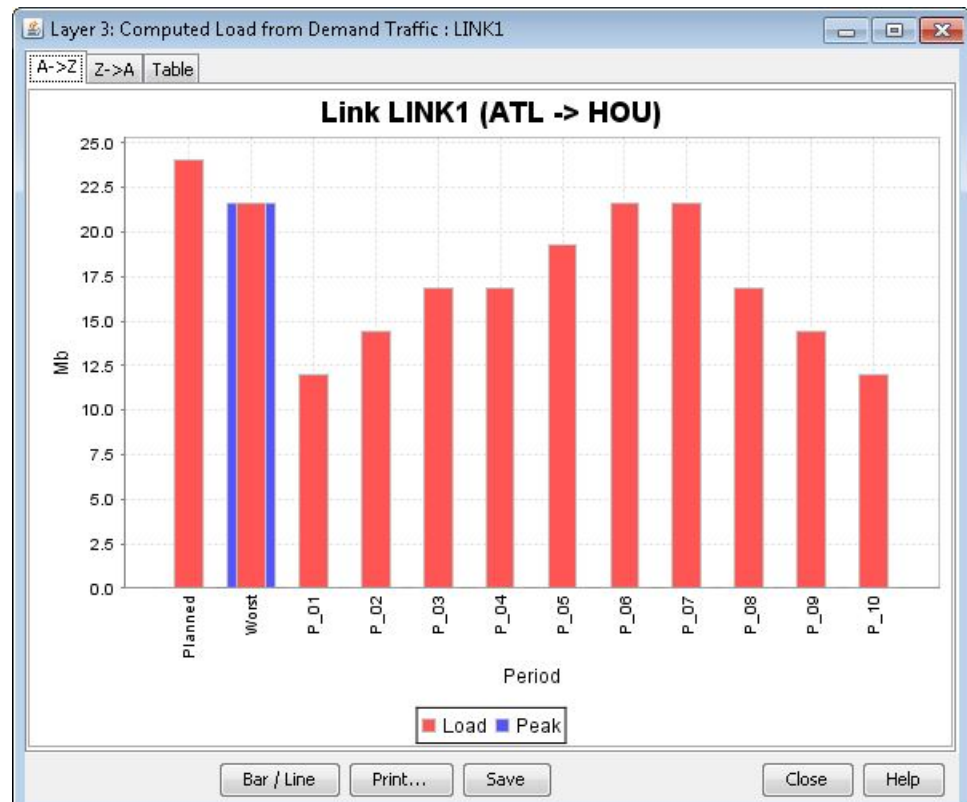 Layer 3: Computed Load from Demand Traffic : LINK1
A->Z Z->A Table
Link LINK1 (ATL -> HOU)
25.0
22.5
20.0
17.5
15.0
12.5
10.0
7.5
5.0
2.5
0.0
Mb
Planned Worst P_01 P_02 P_03 P_04 P_05 P_06 P_07 P_08 P_09 P_10
Period
Load Peak
Bar / Line Print... Save Close Help